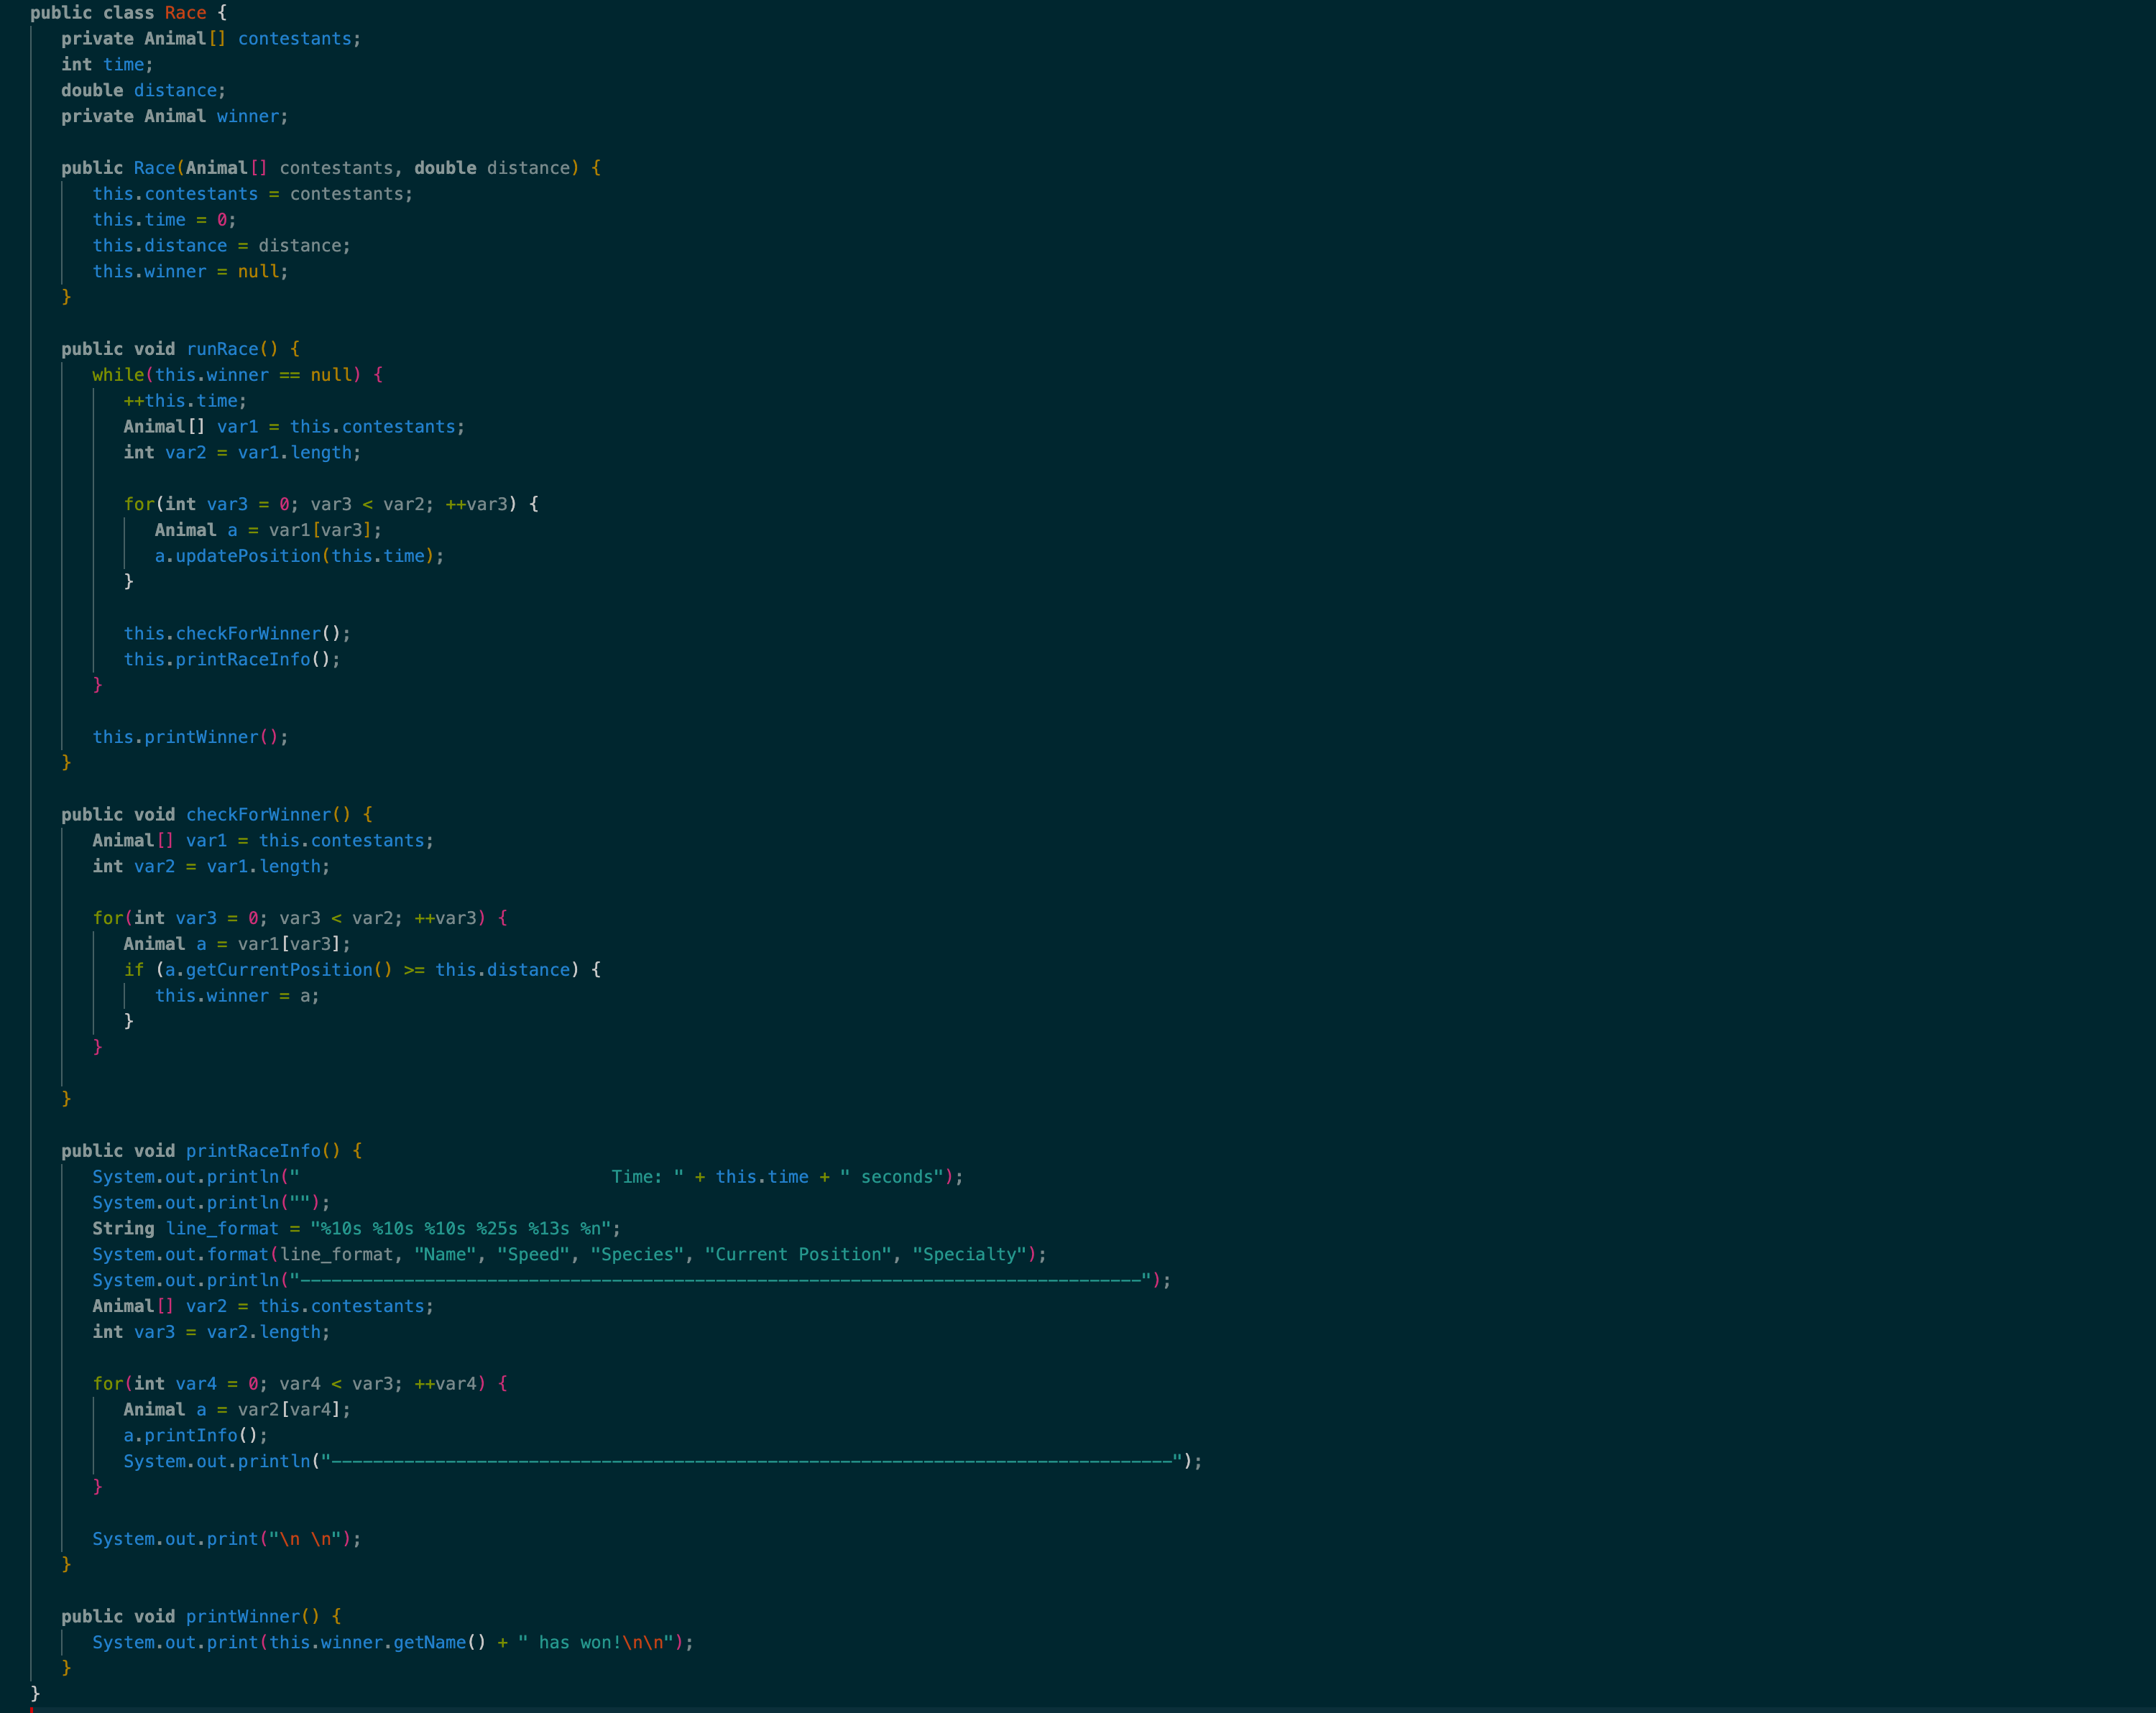 public class Race {
private Animal[] contestants;
int time;
double distance;
private Animal winner;
public Race(Animal[] contestants, double distance) {
this.contestants = contestants;
this.time = 0;
this.distance = distance;
this.winner = null;
}
public void runRace() {
while(this.winner == null) {
++this.time;
Animal[] var1 = this.contestants;
int var2 = var1.length;
for(int var3 = 0; var3 < var2; ++var3) {
Animal a = var1[var3];
a.updatePosition(this.time);
}
this.checkForWinner();
this.printRaceInfo();
}
this.printWinner();
}
public void checkForWinner() {
Animal[] var1 = this.contestants;
int var2 = var1.length;
for(int var3 = 0; var3 < var2; ++var3) {
Animal a = var1[var3];
if (a.getCurrentPosition() >= this.distance) {
this.winner = a;
}
}
}
public void printRaceInfo() {
System.out.println("                              Time: " + this.time + " seconds");
System.out.println("");
String line_format = "%10s %10s %10s %25s %13s %n";
System.out.format(line_format, "Name", "Speed", "Species", "Current Position", "Specialty");
System.out.println("---------------------------------------------------------------------------------");
Animal[] var2 = this.contestants;
int var3 = var2.length;
for(int var4 = 0; var4 < var3; ++var4) {
Animal a = var2[var4];
a.printInfo();
System.out.println("---------------------------------------------------------------------------------");
}
System.out.print("\n \n");
}
public void printWinner() {
System.out.print(this.winner.getName() + " has won!\n\n");
}
}